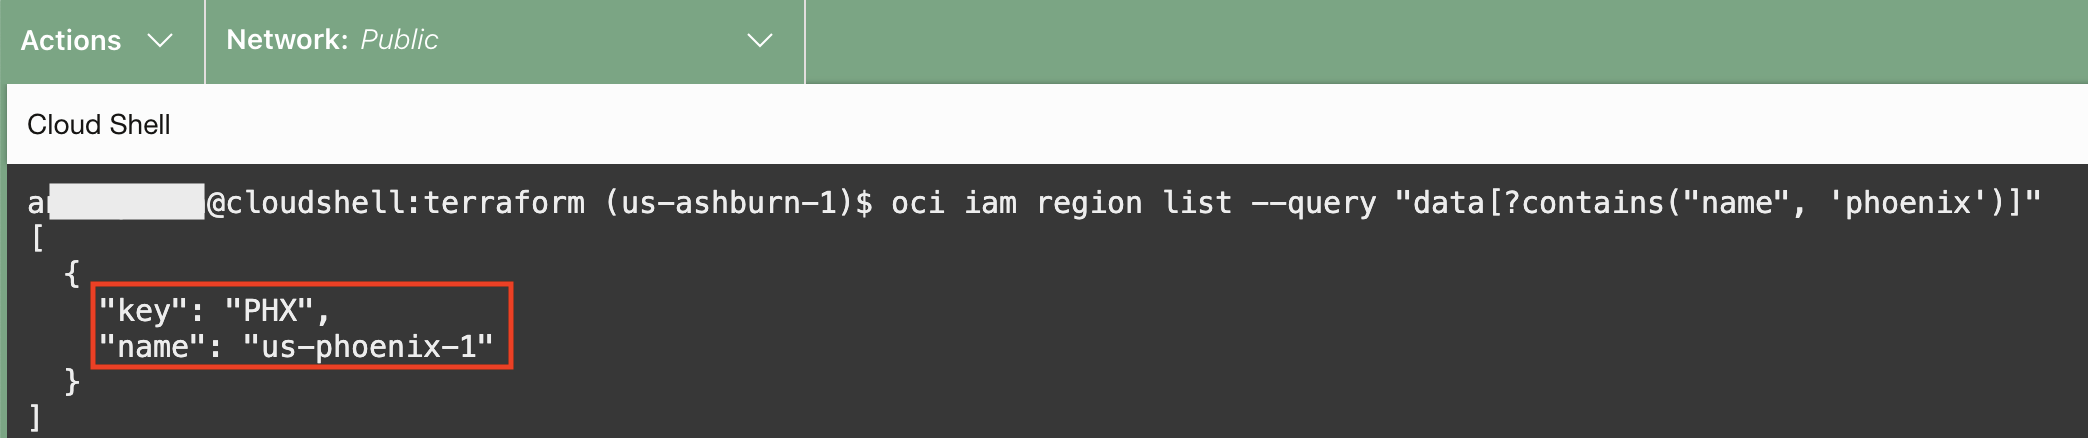 Actions
Network: Public
Cloud Shell
@cloudshell:terraform (us-ashburn-1)$ oci iam region list --query "data[?contains("name", 'phoenix')]"
[
{
"key": "PHX",
"name": "us-phoenix-1"
}
]